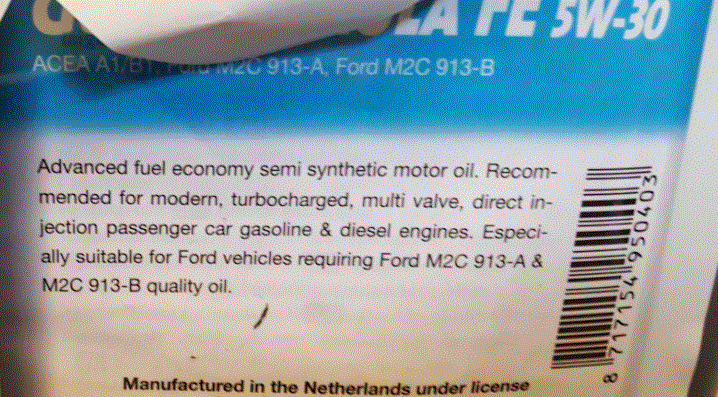 FE 5W-30
ACEA A1/B1, Ford M2C 913-A, Ford M2C 913-B
Advanced fuel economy semi synthetic motor oil. Recom-
mended for modern, turbocharged, multi valve, direct in-
jection passenger car gasoline & diesel engines. Especi-
ally suitable for Ford vehicles requiring Ford M2C 913-A &
M2C 913-B quality oil.
8 717154 950403
Manufactured in the Netherlands under license